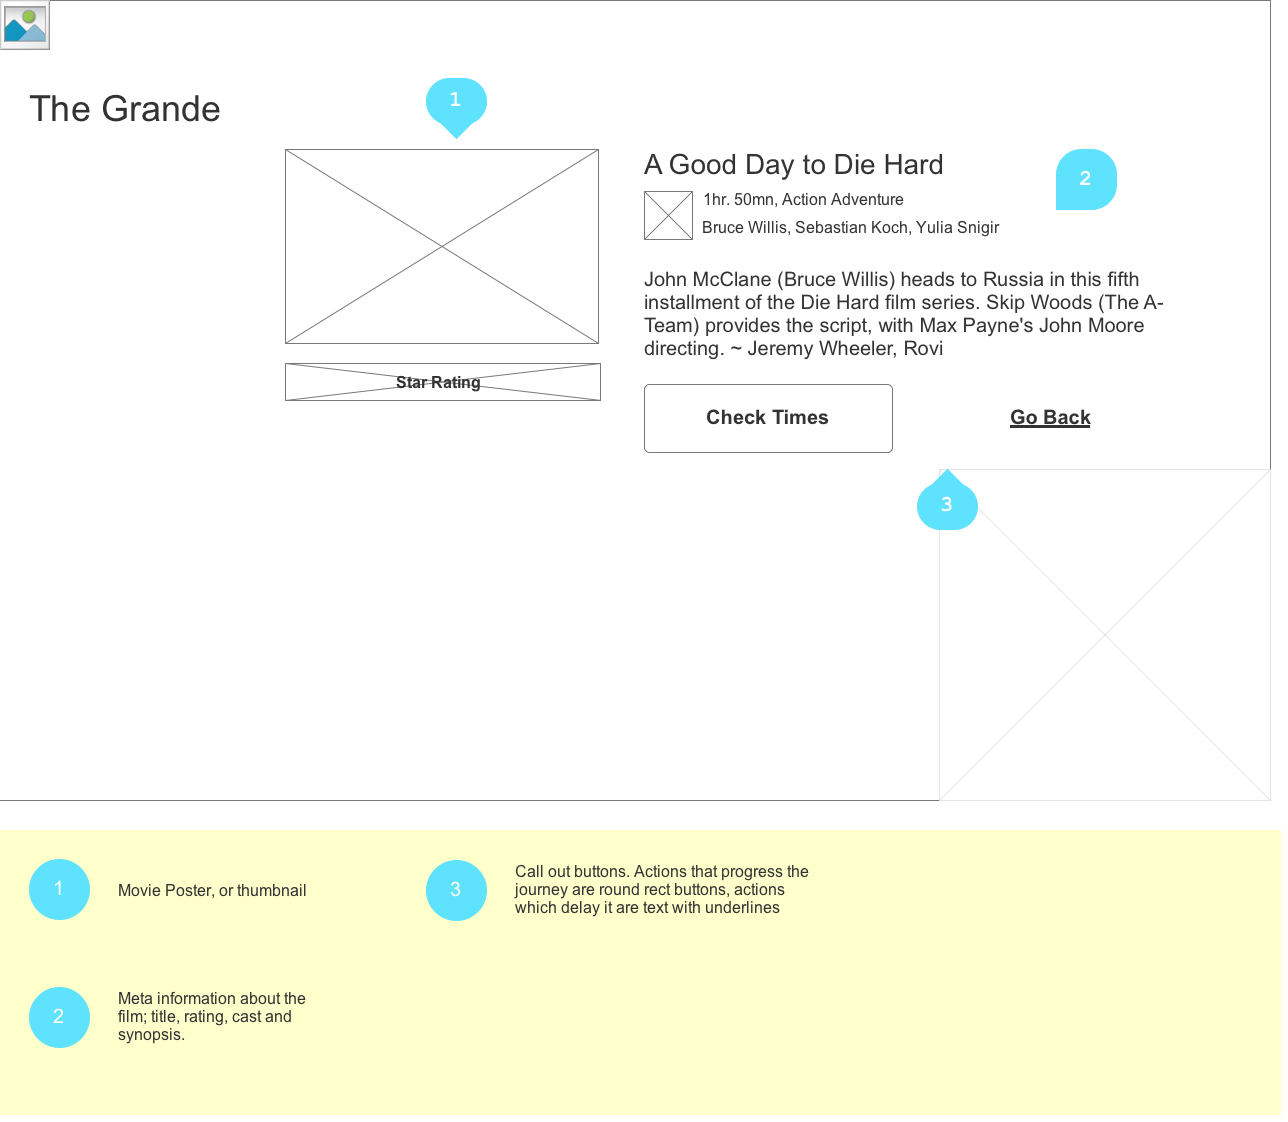 The Grande
1
A Good Day to Die Hard
2
1hr. 50mn, Action Adventure
Bruce Willis, Sebastian Koch, Yulia Snigir
John McClane (Bruce Willis) heads to Russia in this fifth
installment of the Die Hard film series. Skip Woods (The A-
Team) provides the script, with Max Payne's John Moore
directing. ~ Jeremy Wheeler, Rovi
Star Rating
Check Times
Go Back
3
1
Movie Poster, or thumbnail
3
Call out buttons. Actions that progress the
journey are round rect buttons, actions
which delay it are text with underlines
2
Meta information about the
film; title, rating, cast and
synopsis.